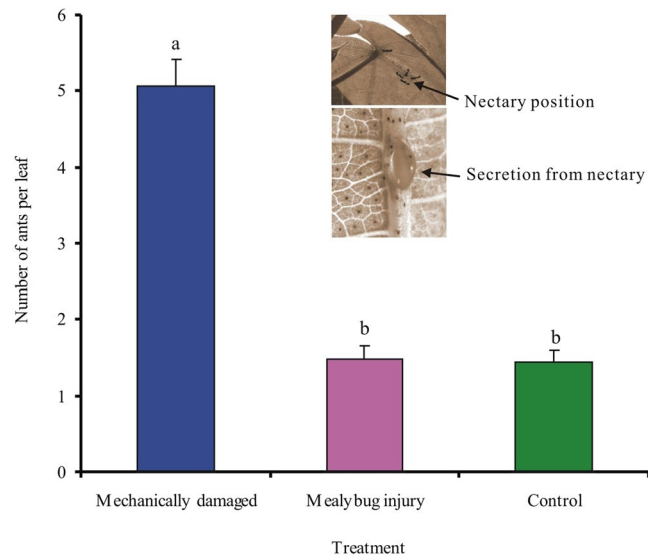 6
5
4
3
2
1
0
Number of ants per leaf
a
b
b
Nectary position
Secretion from nectary
Mechanically damaged
Mealybug injury
Control
Treatment